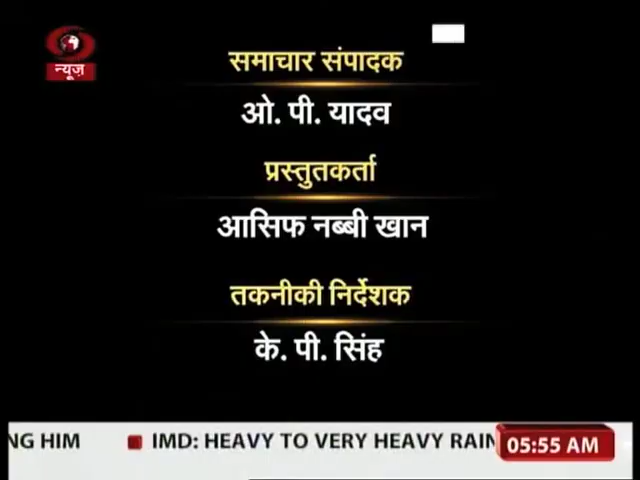 न्यूज़
समाचार संपादक
ओ. पी. यादव
प्रस्तुतकर्ता
आसिफ नब्बी खान
तकनीकी निर्देशक
के. पी. सिंह
NG HIM ■ IMD: HEAVY TO VERY HEAVY RAIN
05:55 AM